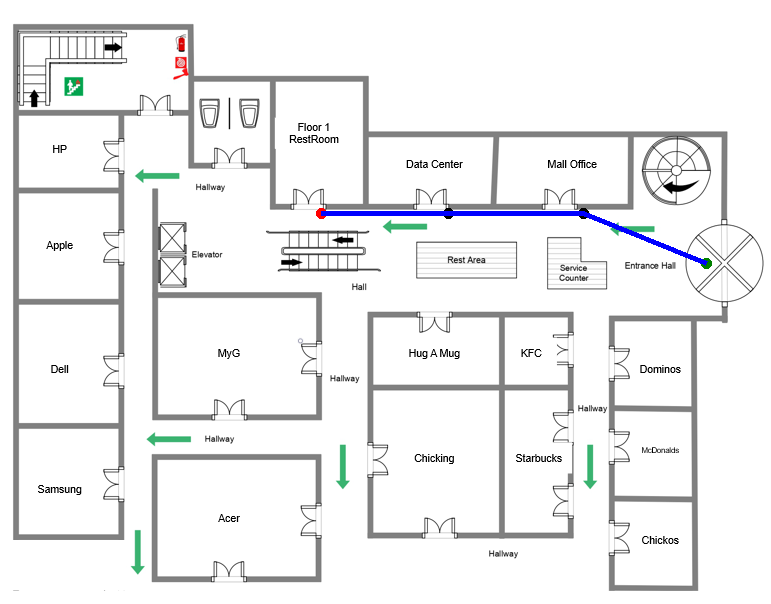 HP
Floor 1
RestRoom
Data Center
Mall Office
Hallway
Apple
Elevator
Rest Area
Service
Counter
Entrance Hall
Hall
MyG
Hug A Mug
KFC
Dell
Dominos
Hallway
Hallway
Hallway
McDonalds
Chicking
Starbucks
Samsung
Acer
Chickos
Hallway